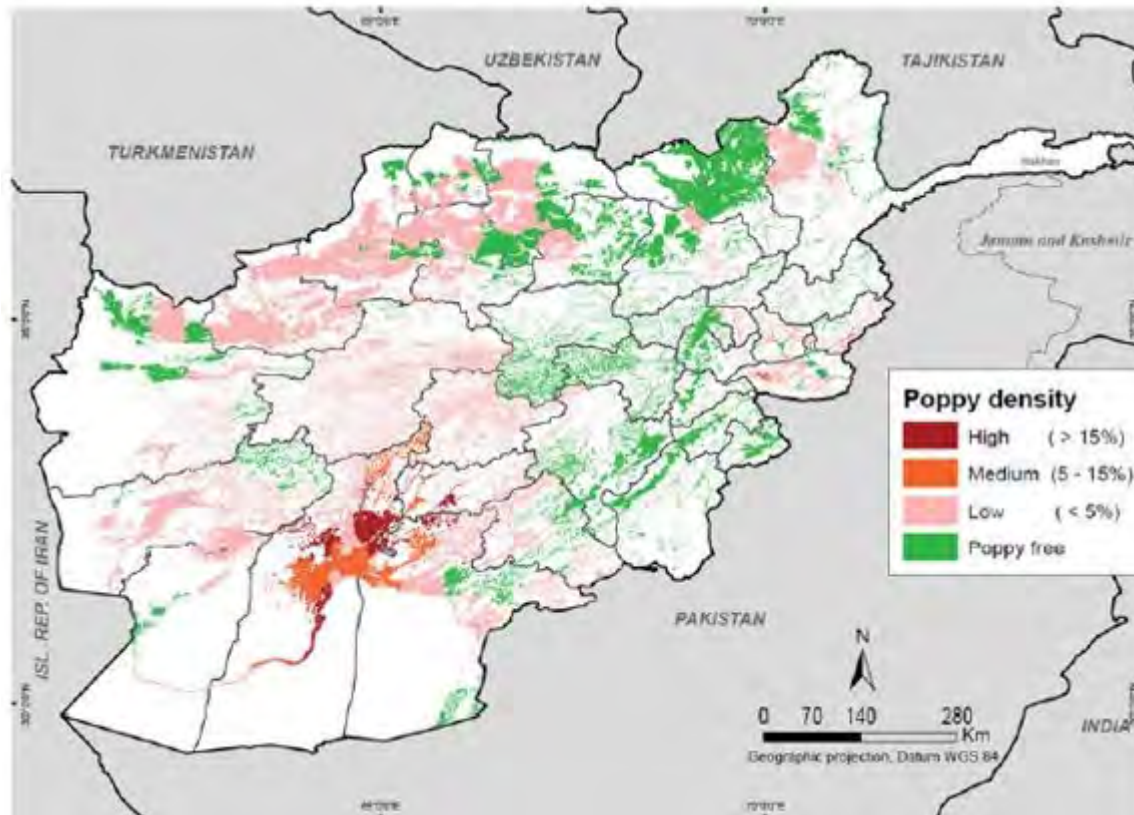 UZBEKISTAN
TAJIKISTAN
TURKMENISTAN
Wakhan
Jammu and Kashmir
ISL. REP. OF IRAN
Poppy density
High ( > 15%)
Medium (5 - 15%)
Low ( < 5%)
Poppy free
PAKISTAN
N
0 70 140 280
Km
Geographic projection, Datum WGS 84
INDIA